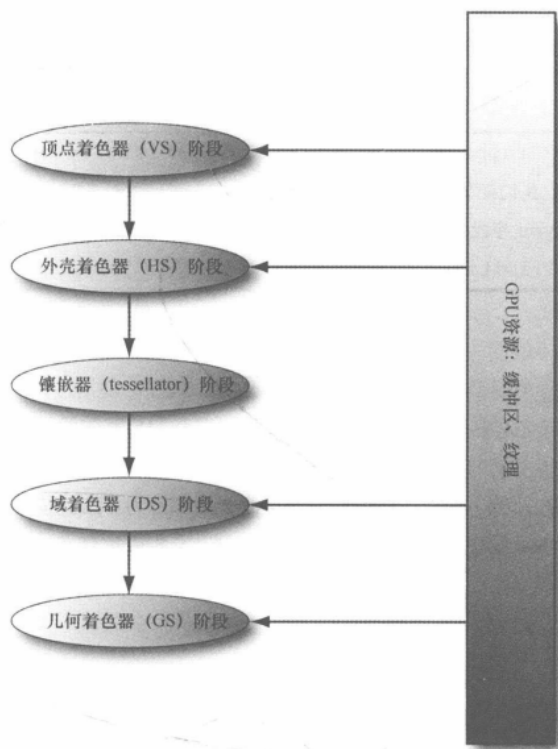 顶点着色器（VS）阶段
外壳着色器（HS）阶段
镶嵌器（tessellator）阶段
域着色器（DS）阶段
几何着色器（GS）阶段
GPU资源：缓冲区、纹理